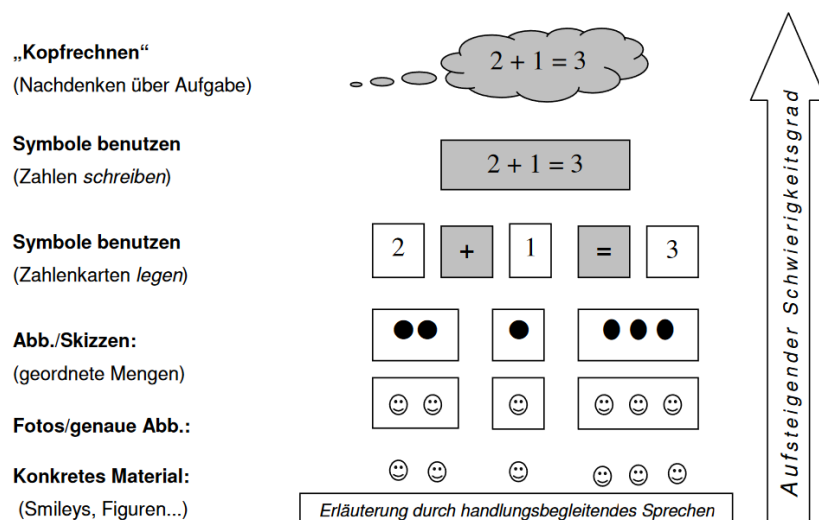 „Kopfrechnen“
(Nachdenken über Aufgabe)
2 + 1 = 3
Symbole benutzen
(Zahlen schreiben)
2 + 1 = 3
Symbole benutzen
(Zahlenkarten legen)
2 + 1 = 3
Abb./Skizzen:
(geordnete Mengen)
Fotos/genaue Abb.:
Konkretes Material:
(Smileys, Figuren...)
Erläuterung durch handlungsbegleitendes Sprechen
Aufsteigender Schwierigkeitsgrad